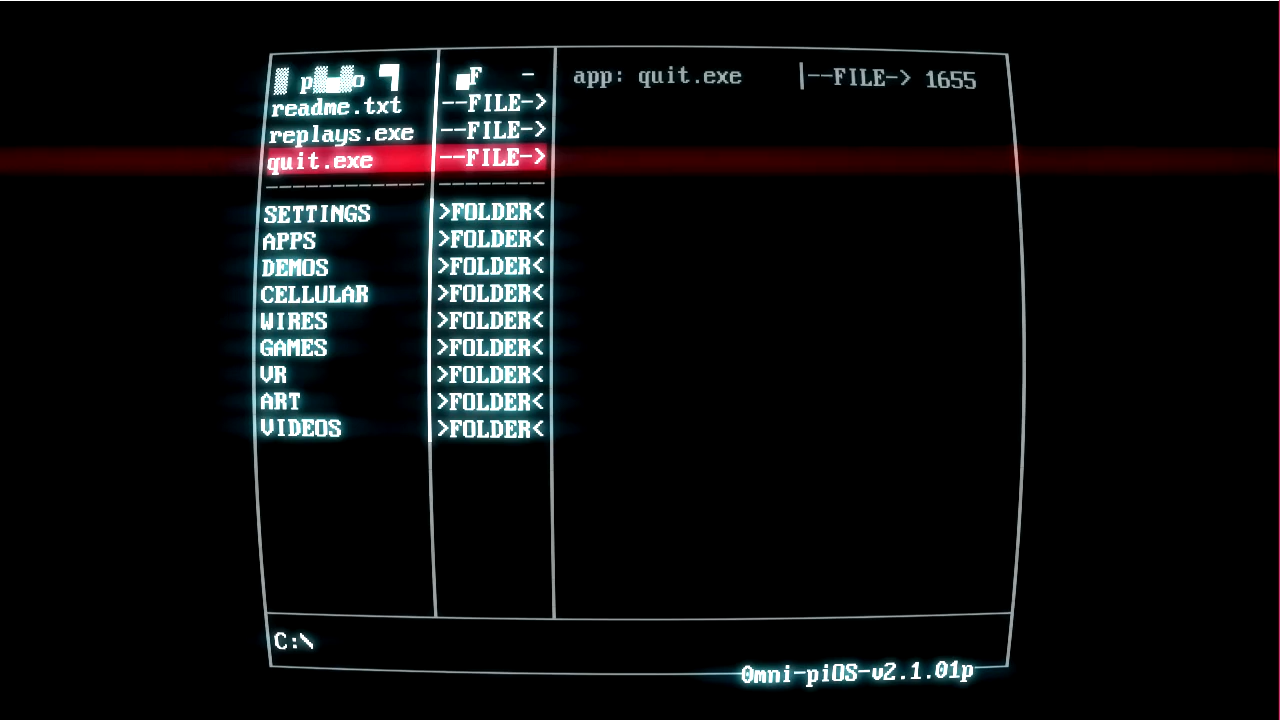 readme.txt --FILE->
replays.exe --FILE->
quit.exe --FILE->
SETTINGS >FOLDER<
APPS >FOLDER<
DEMOS >FOLDER<
CELLULAR >FOLDER<
WIRES >FOLDER<
GAMES >FOLDER<
VR >FOLDER<
ART >FOLDER<
VIDEOS >FOLDER<
app: quit.exe |--FILE-> 1655
C:\
0mni-piOS-v2.1.01p